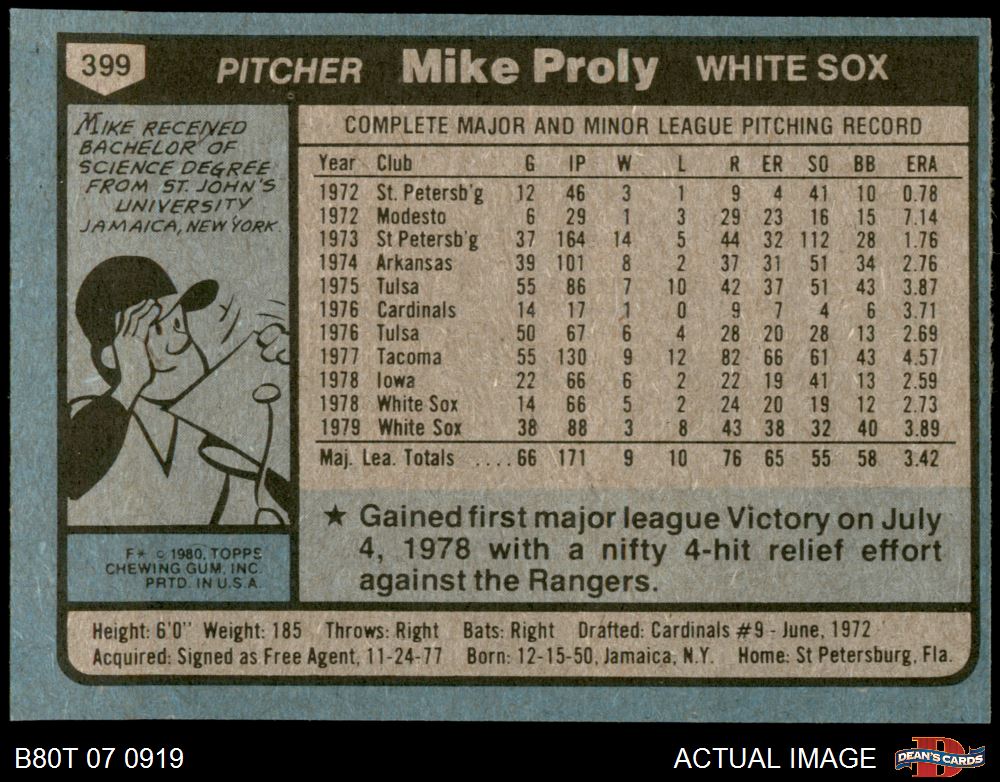 399 PITCHER Mike Proly WHITE SOX
MIKE RECEIVED
BACHELOR OF
SCIENCE DEGREE
FROM ST. JOHN'S
UNIVERSITY
JAMAICA, NEW YORK.
F* © 1980, TOPPS
CHEWING GUM, INC.
PRTD. IN U.S.A.
COMPLETE MAJOR AND MINOR LEAGUE PITCHING RECORD
Year Club G IP W L R ER SO BB ERA
1972 St. Petersb'g 12 46 3 1 9 4 41 10 0.78
1972 Modesto 6 29 1 3 29 23 16 15 7.14
1973 St Petersb'g 37 164 14 5 44 32 112 28 1.76
1974 Arkansas 39 101 8 2 37 31 51 34 2.76
1975 Tulsa 55 86 7 10 42 37 51 43 3.87
1976 Cardinals 14 17 1 0 9 7 4 6 3.71
1976 Tulsa 50 67 6 4 28 20 28 13 2.69
1977 Tacoma 55 130 9 12 82 66 61 43 4.57
1978 Iowa 22 66 6 2 22 19 41 13 2.59
1978 White Sox 14 66 5 2 24 20 19 12 2.73
1979 White Sox 38 88 3 8 43 38 32 40 3.89
Maj. Lea. Totals ....66 171 9 10 76 65 55 58 3.42
★ Gained first major league Victory on July
4, 1978 with a nifty 4-hit relief effort
against the Rangers.
Height: 6'0" Weight: 185 Throws: Right Bats: Right Drafted: Cardinals #9 - June, 1972
Acquired: Signed as Free Agent, 11-24-77 Born: 12-15-50, Jamaica, N.Y. Home: St Petersburg, Fla.
B80T 07 0919 ACTUAL IMAGE DEAN'S CARDS